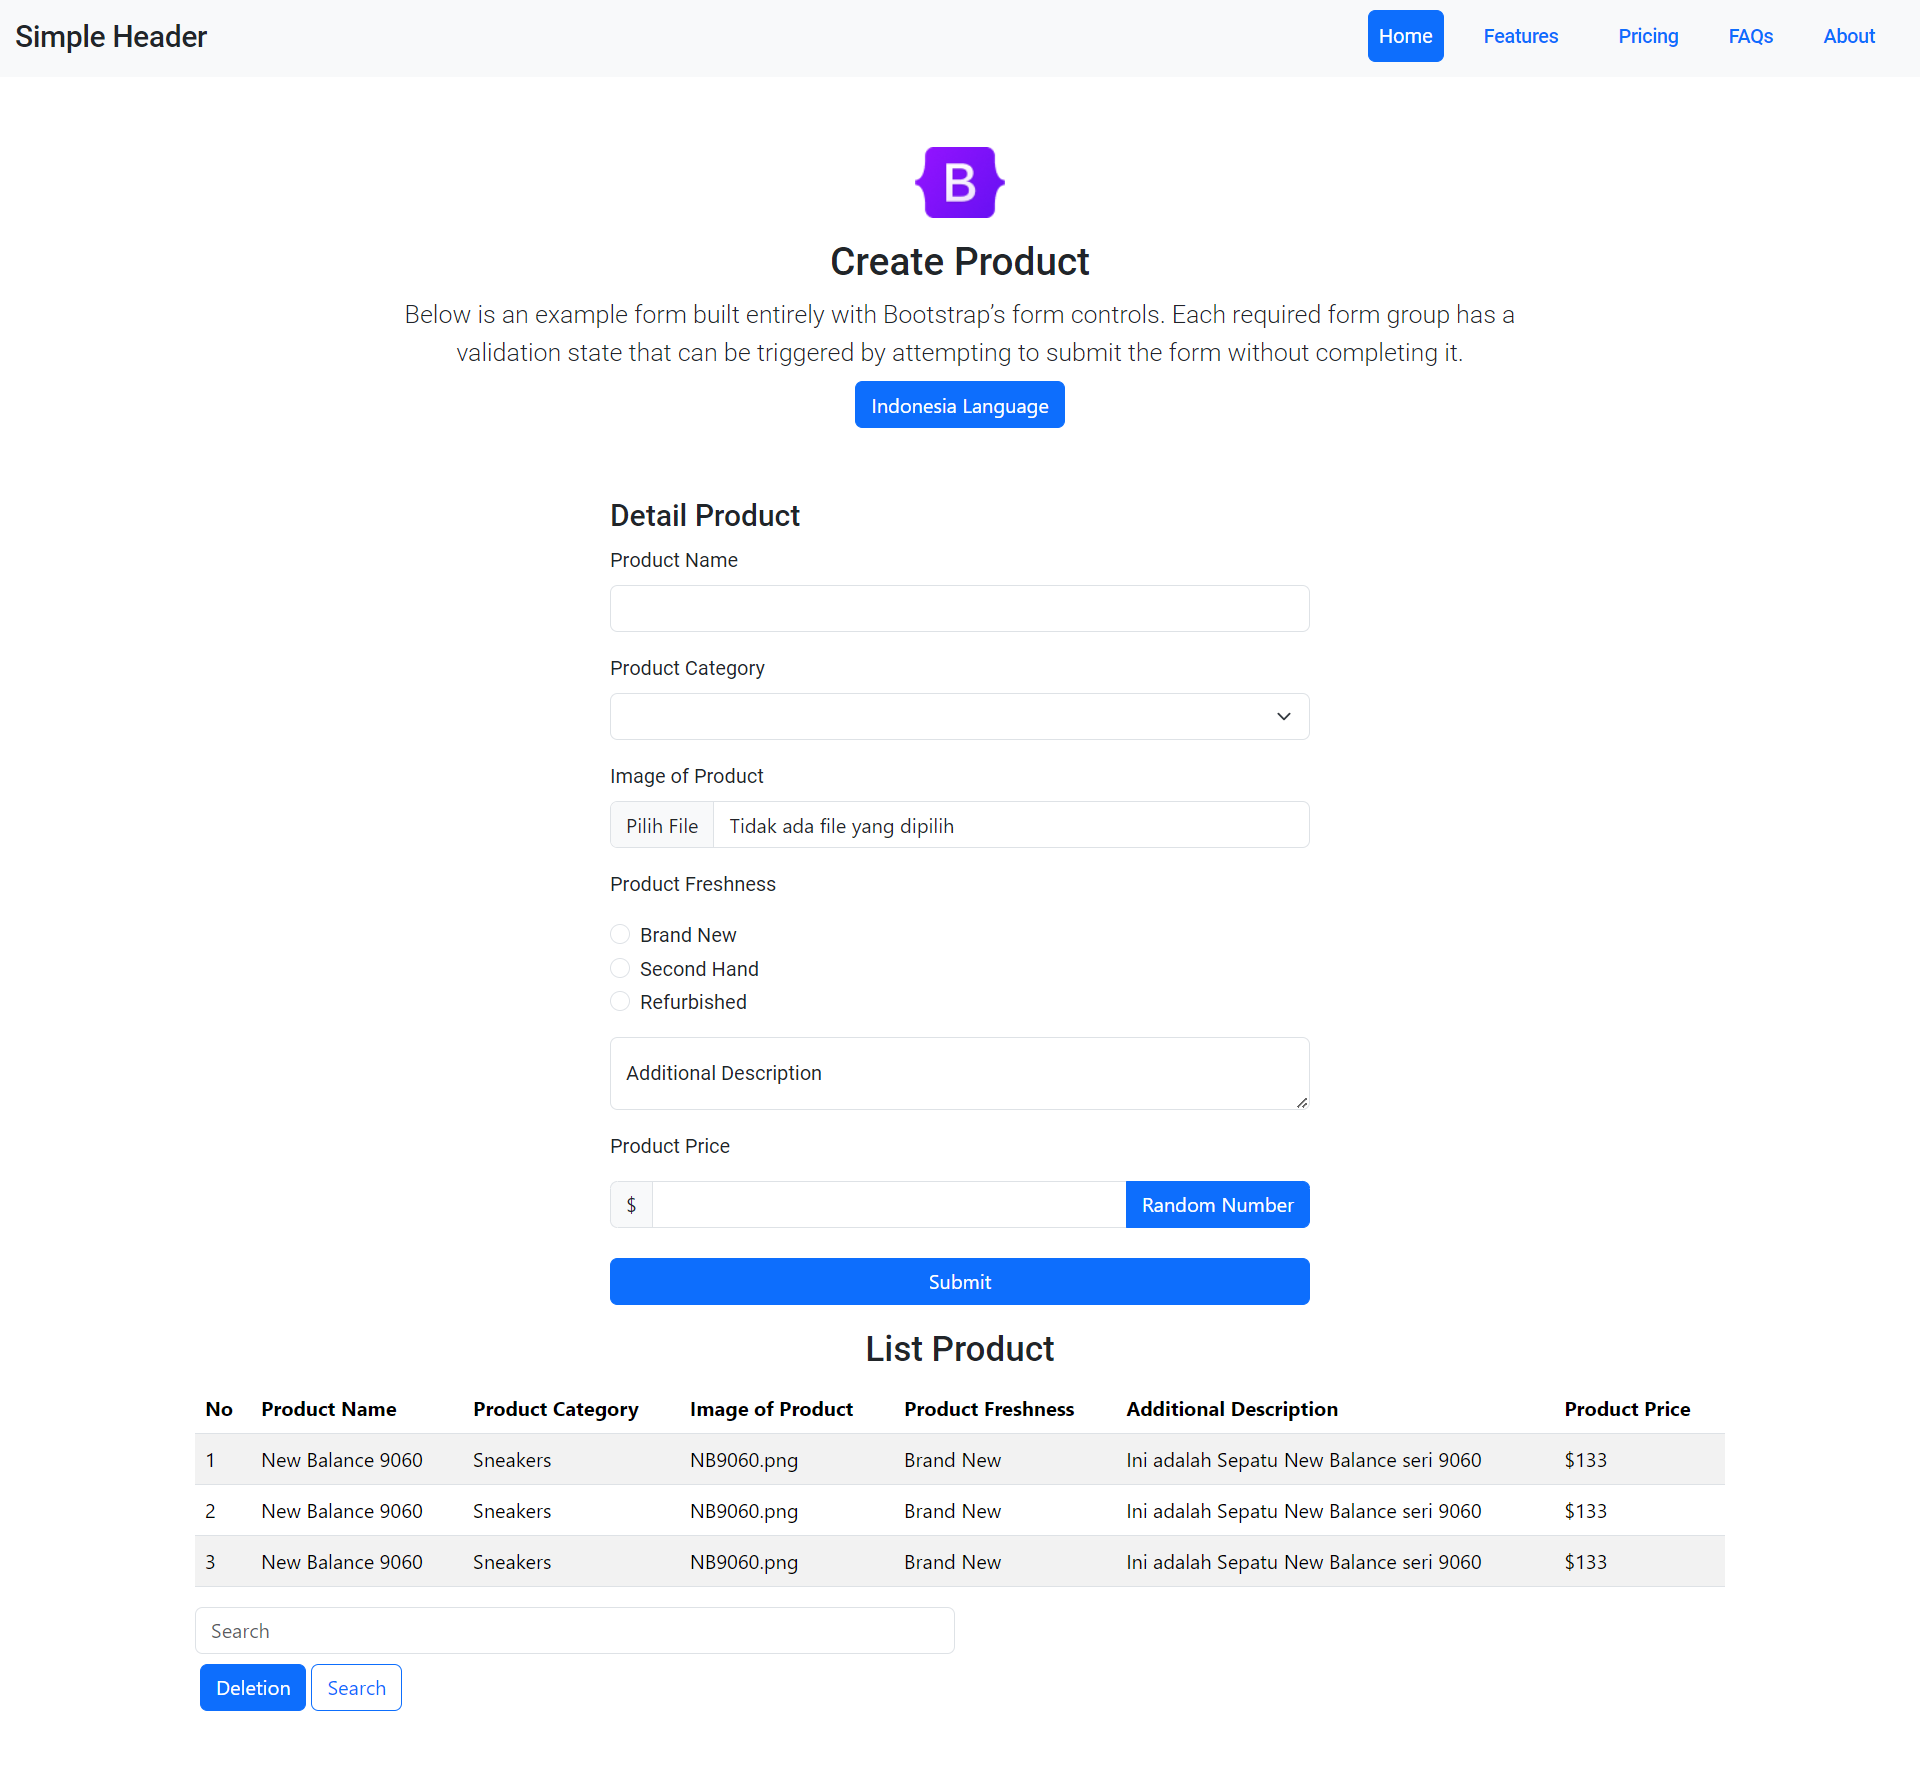 Simple Header
Home Features Pricing FAQs About
B
Create Product
Below is an example form built entirely with Bootstrap’s form controls. Each required form group has a
validation state that can be triggered by attempting to submit the form without completing it.
Indonesia Language
Detail Product
Product Name
Product Category
Image of Product
Pilih File Tidak ada file yang dipilih
Product Freshness
Brand New
Second Hand
Refurbished
Additional Description
Product Price
$ Random Number
Submit
List Product
No Product Name Product Category Image of Product Product Freshness Additional Description Product Price
1 New Balance 9060 Sneakers NB9060.png Brand New Ini adalah Sepatu New Balance seri 9060 $133
2 New Balance 9060 Sneakers NB9060.png Brand New Ini adalah Sepatu New Balance seri 9060 $133
3 New Balance 9060 Sneakers NB9060.png Brand New Ini adalah Sepatu New Balance seri 9060 $133
Search
Deletion Search